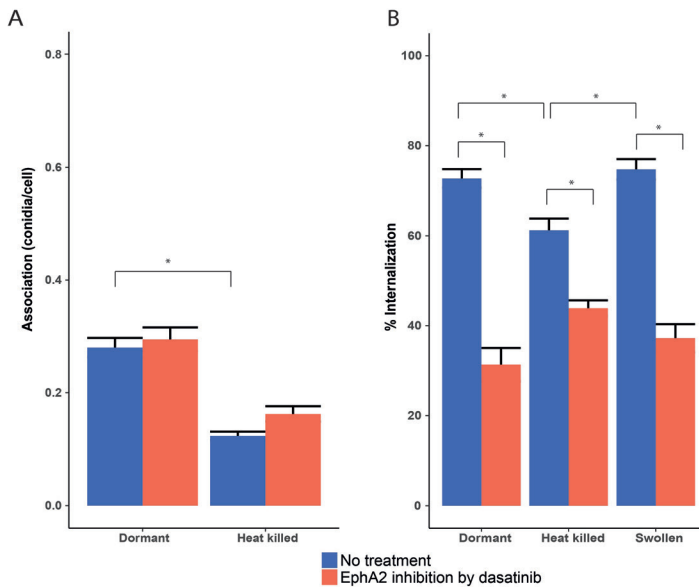 A
Association (conidia/cell)
0.8
0.6
0.4
0.2
0.0
*
Dormant
Heat killed
B
% Internalization
100
80
60
40
20
0
*
*
*
*
*
Dormant
Heat killed
Swollen
No treatment
EphA2 inhibition by dasatinib